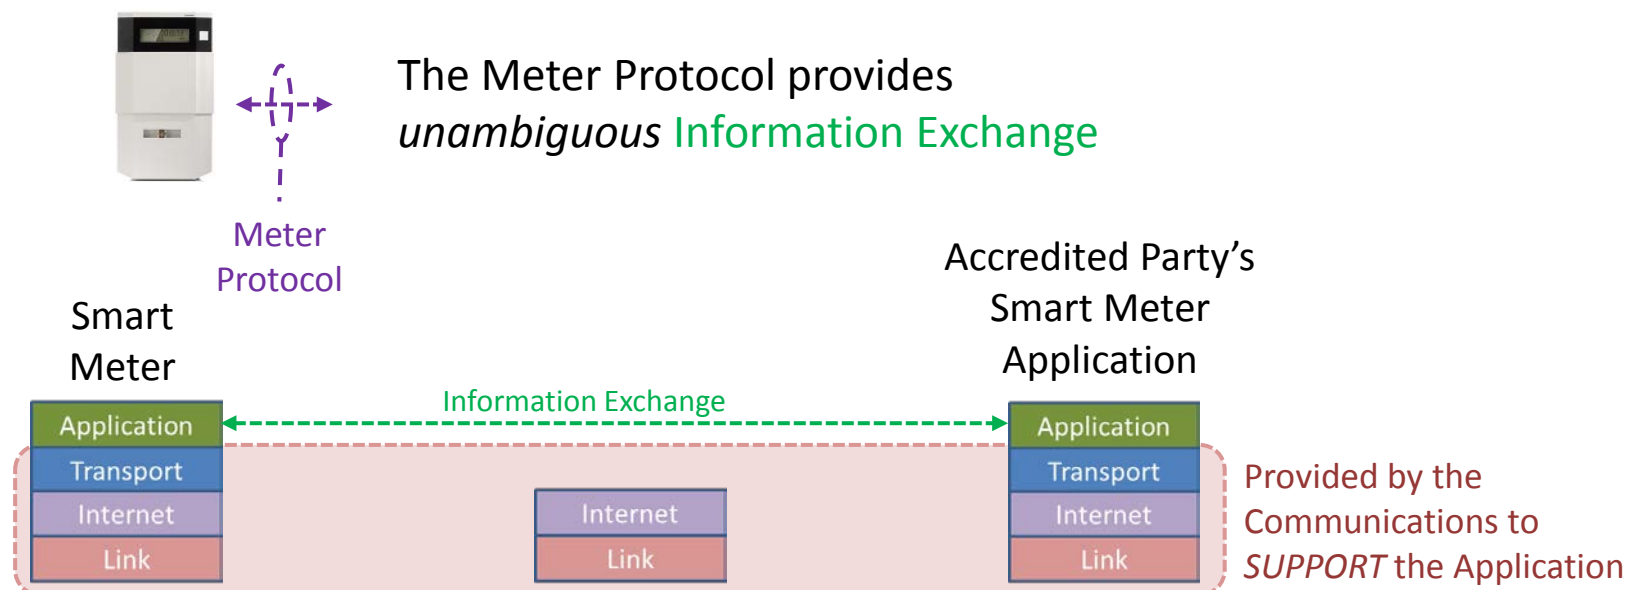 The Meter Protocol provides
unambiguous Information Exchange
Meter
Protocol
Smart
Meter
Accredited Party’s
Smart Meter
Application
Information Exchange
Application
Transport
Internet
Link
Internet
Link
Application
Transport
Internet
Link
Provided by the
Communications to
SUPPORT the Application